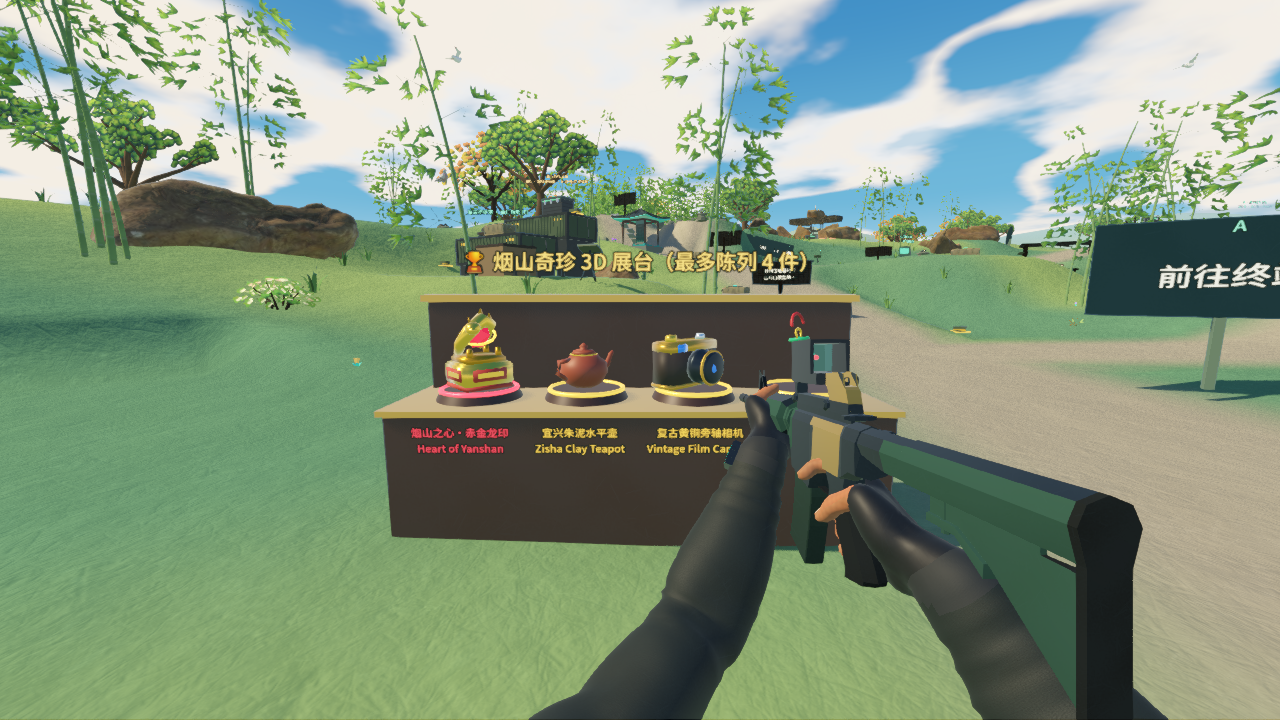 🏆 烟山奇珍 3D 展台（最多陈列 4 件）
烟山之心·赤金龙印
Heart of Yanshan
宜兴朱泥水平壶
Zisha Clay Teapot
复古黄铜旁轴相机
Vintage Film
A
前往终